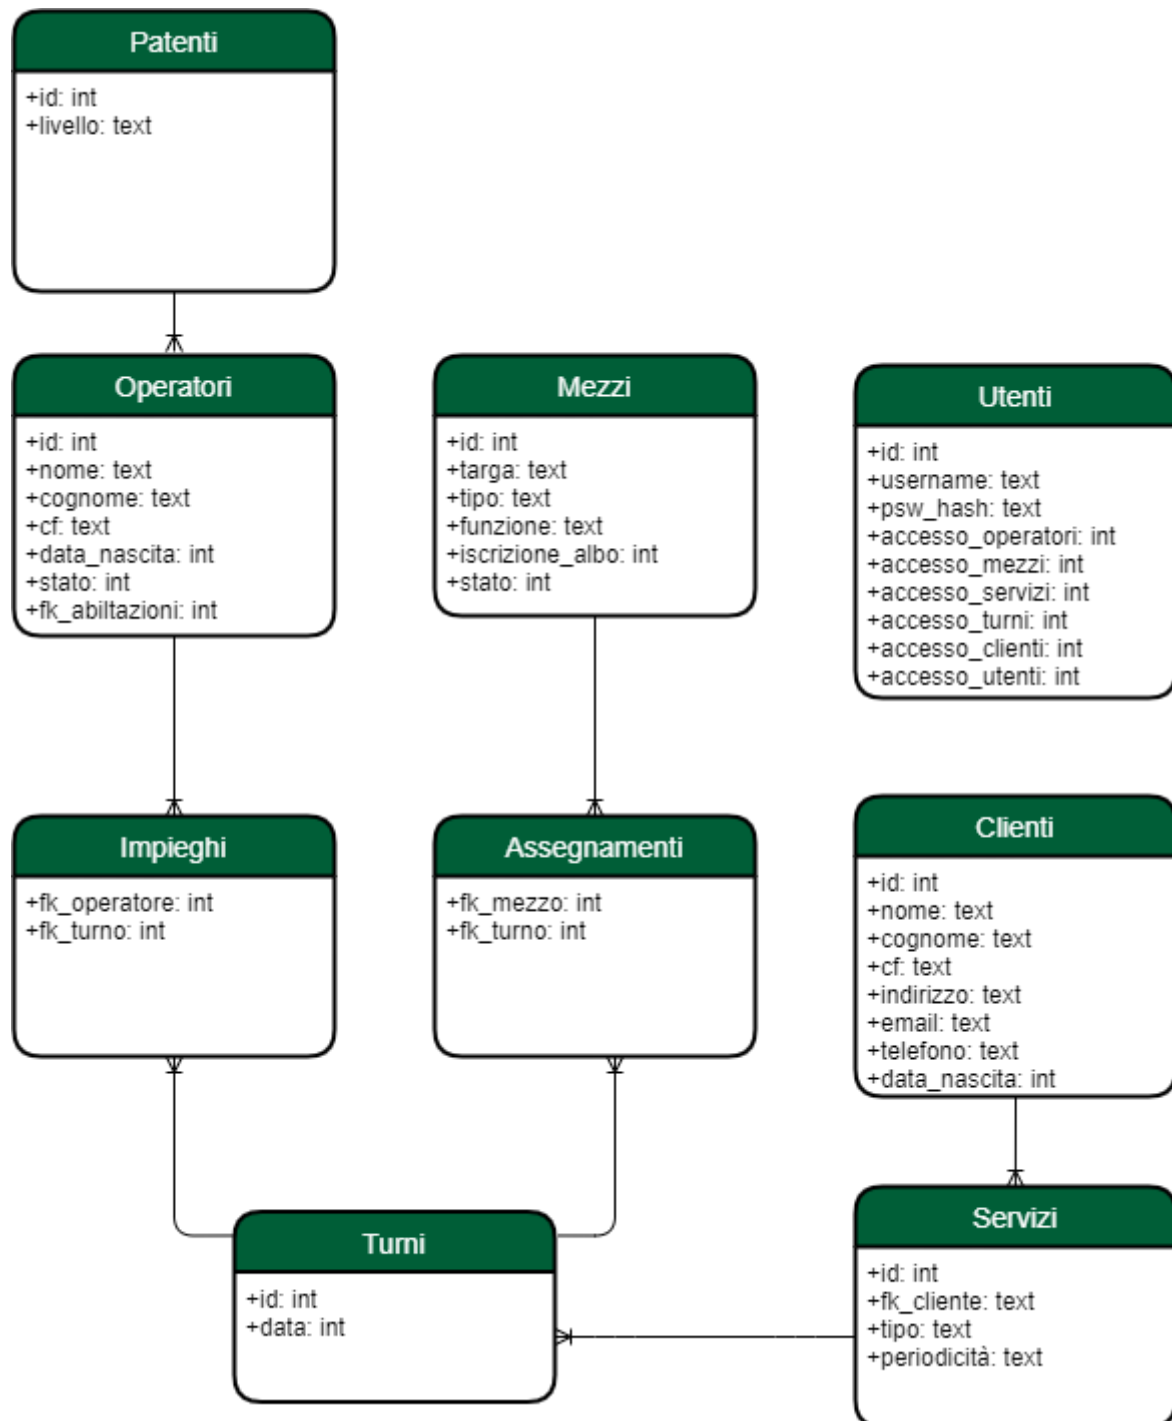 Patenti
+id: int
+livello: text
Operatori
+id: int
+nome: text
+cognome: text
+cf: text
+data_nascita: int
+stato: int
+fk_abiltazioni: int
Mezzi
+id: int
+targa: text
+tipo: text
+funzione: text
+iscrizione_albo: int
+stato: int
Utenti
+id: int
+username: text
+psw_hash: text
+accesso_operatori: int
+accesso_mezzi: int
+accesso_servizi: int
+accesso_turni: int
+accesso_clienti: int
+accesso_utenti: int
Impieghi
+fk_operatore: int
+fk_turno: int
Assegnamenti
+fk_mezzo: int
+fk_turno: int
Clienti
+id: int
+nome: text
+cognome: text
+cf: text
+indirizzo: text
+email: text
+telefono: text
+data_nascita: int
Turni
+id: int
+data: int
Servizi
+id: int
+fk_cliente: text
+tipo: text
+periodicità: text